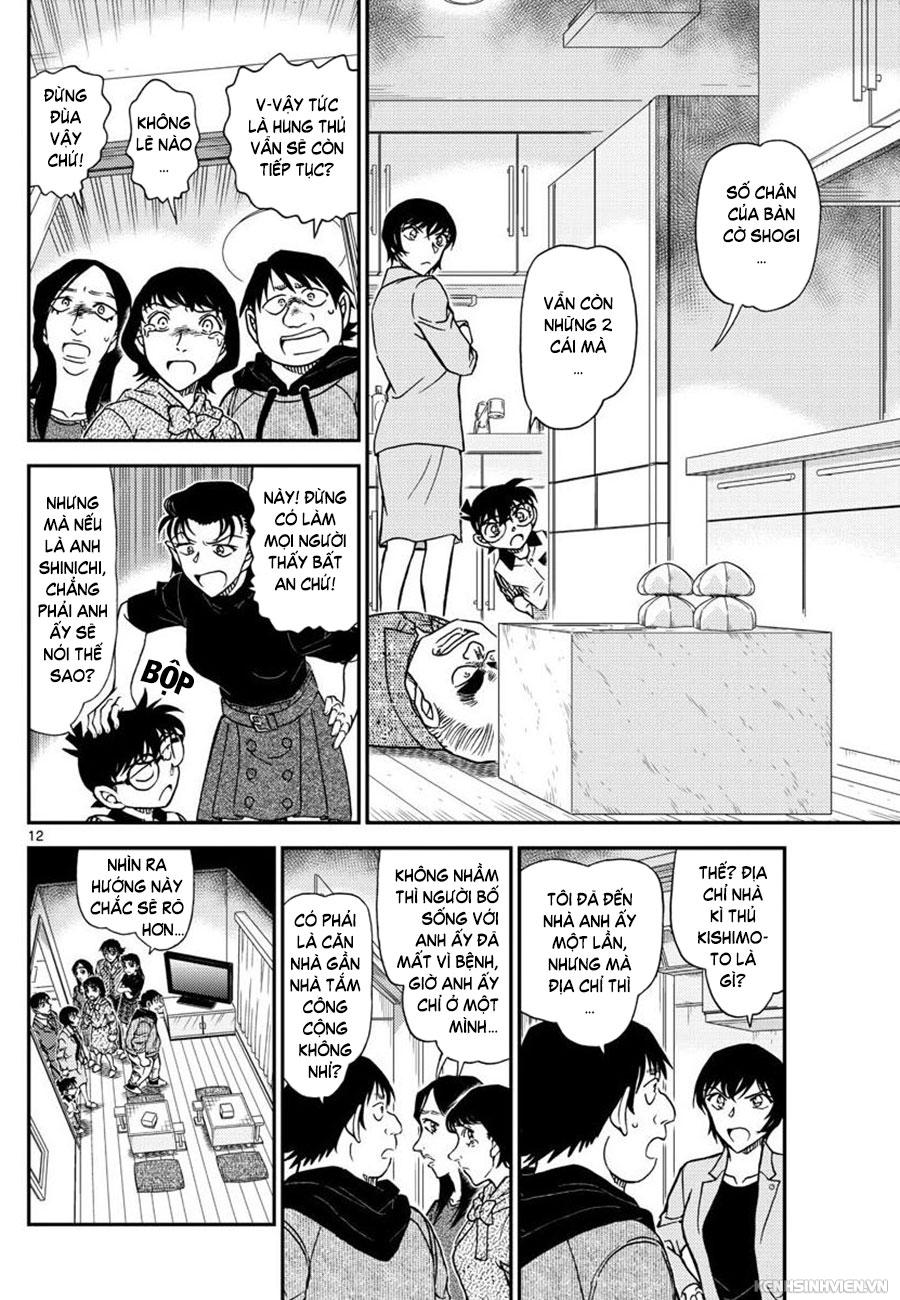 SỐ CHÂN
CỦA BÀN
CỜ SHOGI
...
VẪN CÒN
NHỮNG 2
CÁI MÀ
...
V-VẬY TỨC
LÀ HUNG THỦ
VẪN SẼ CÒN
TIẾP TỤC?
KHÔNG
LẼ NÀO
...
ĐỪNG
ĐÙA
VẬY
CHỨ!
NÀY! ĐỪNG
CÓ LÀM
MỌI NGƯỜI
THẤY BẤT
AN CHỨ!
NHƯNG
MÀ NẾU
LÀ ANH
SHINICHI,
CHẲNG
PHẢI ANH
ẤY SẼ
NÓI THẾ
SAO?
BỘP
12
THẾ? ĐỊA
CHỈ NHÀ
KÌ THỦ
KISHIMO-
TO LÀ
GÌ?
TÔI ĐÃ ĐẾN
NHÀ ANH ẤY
MỘT LẦN,
NHƯNG MÀ
ĐỊA CHỈ THÌ
...
KHÔNG NHẦM
THÌ NGƯỜI BỐ
SỐNG VỚI
ANH ẤY ĐÃ
MẤT VÌ BỆNH,
GIỜ ANH ẤY
CHỈ Ở MỘT
MÌNH...
CÓ PHẢI
LÀ CĂN
NHÀ GẦN
NHÀ TẮM
CÔNG
CỘNG
KHÔNG
NHỈ?
NHÌN RA
HƯỚNG NÀY
CHẮC SẼ RÕ
HƠN...
KENHSINHVIEN.VN